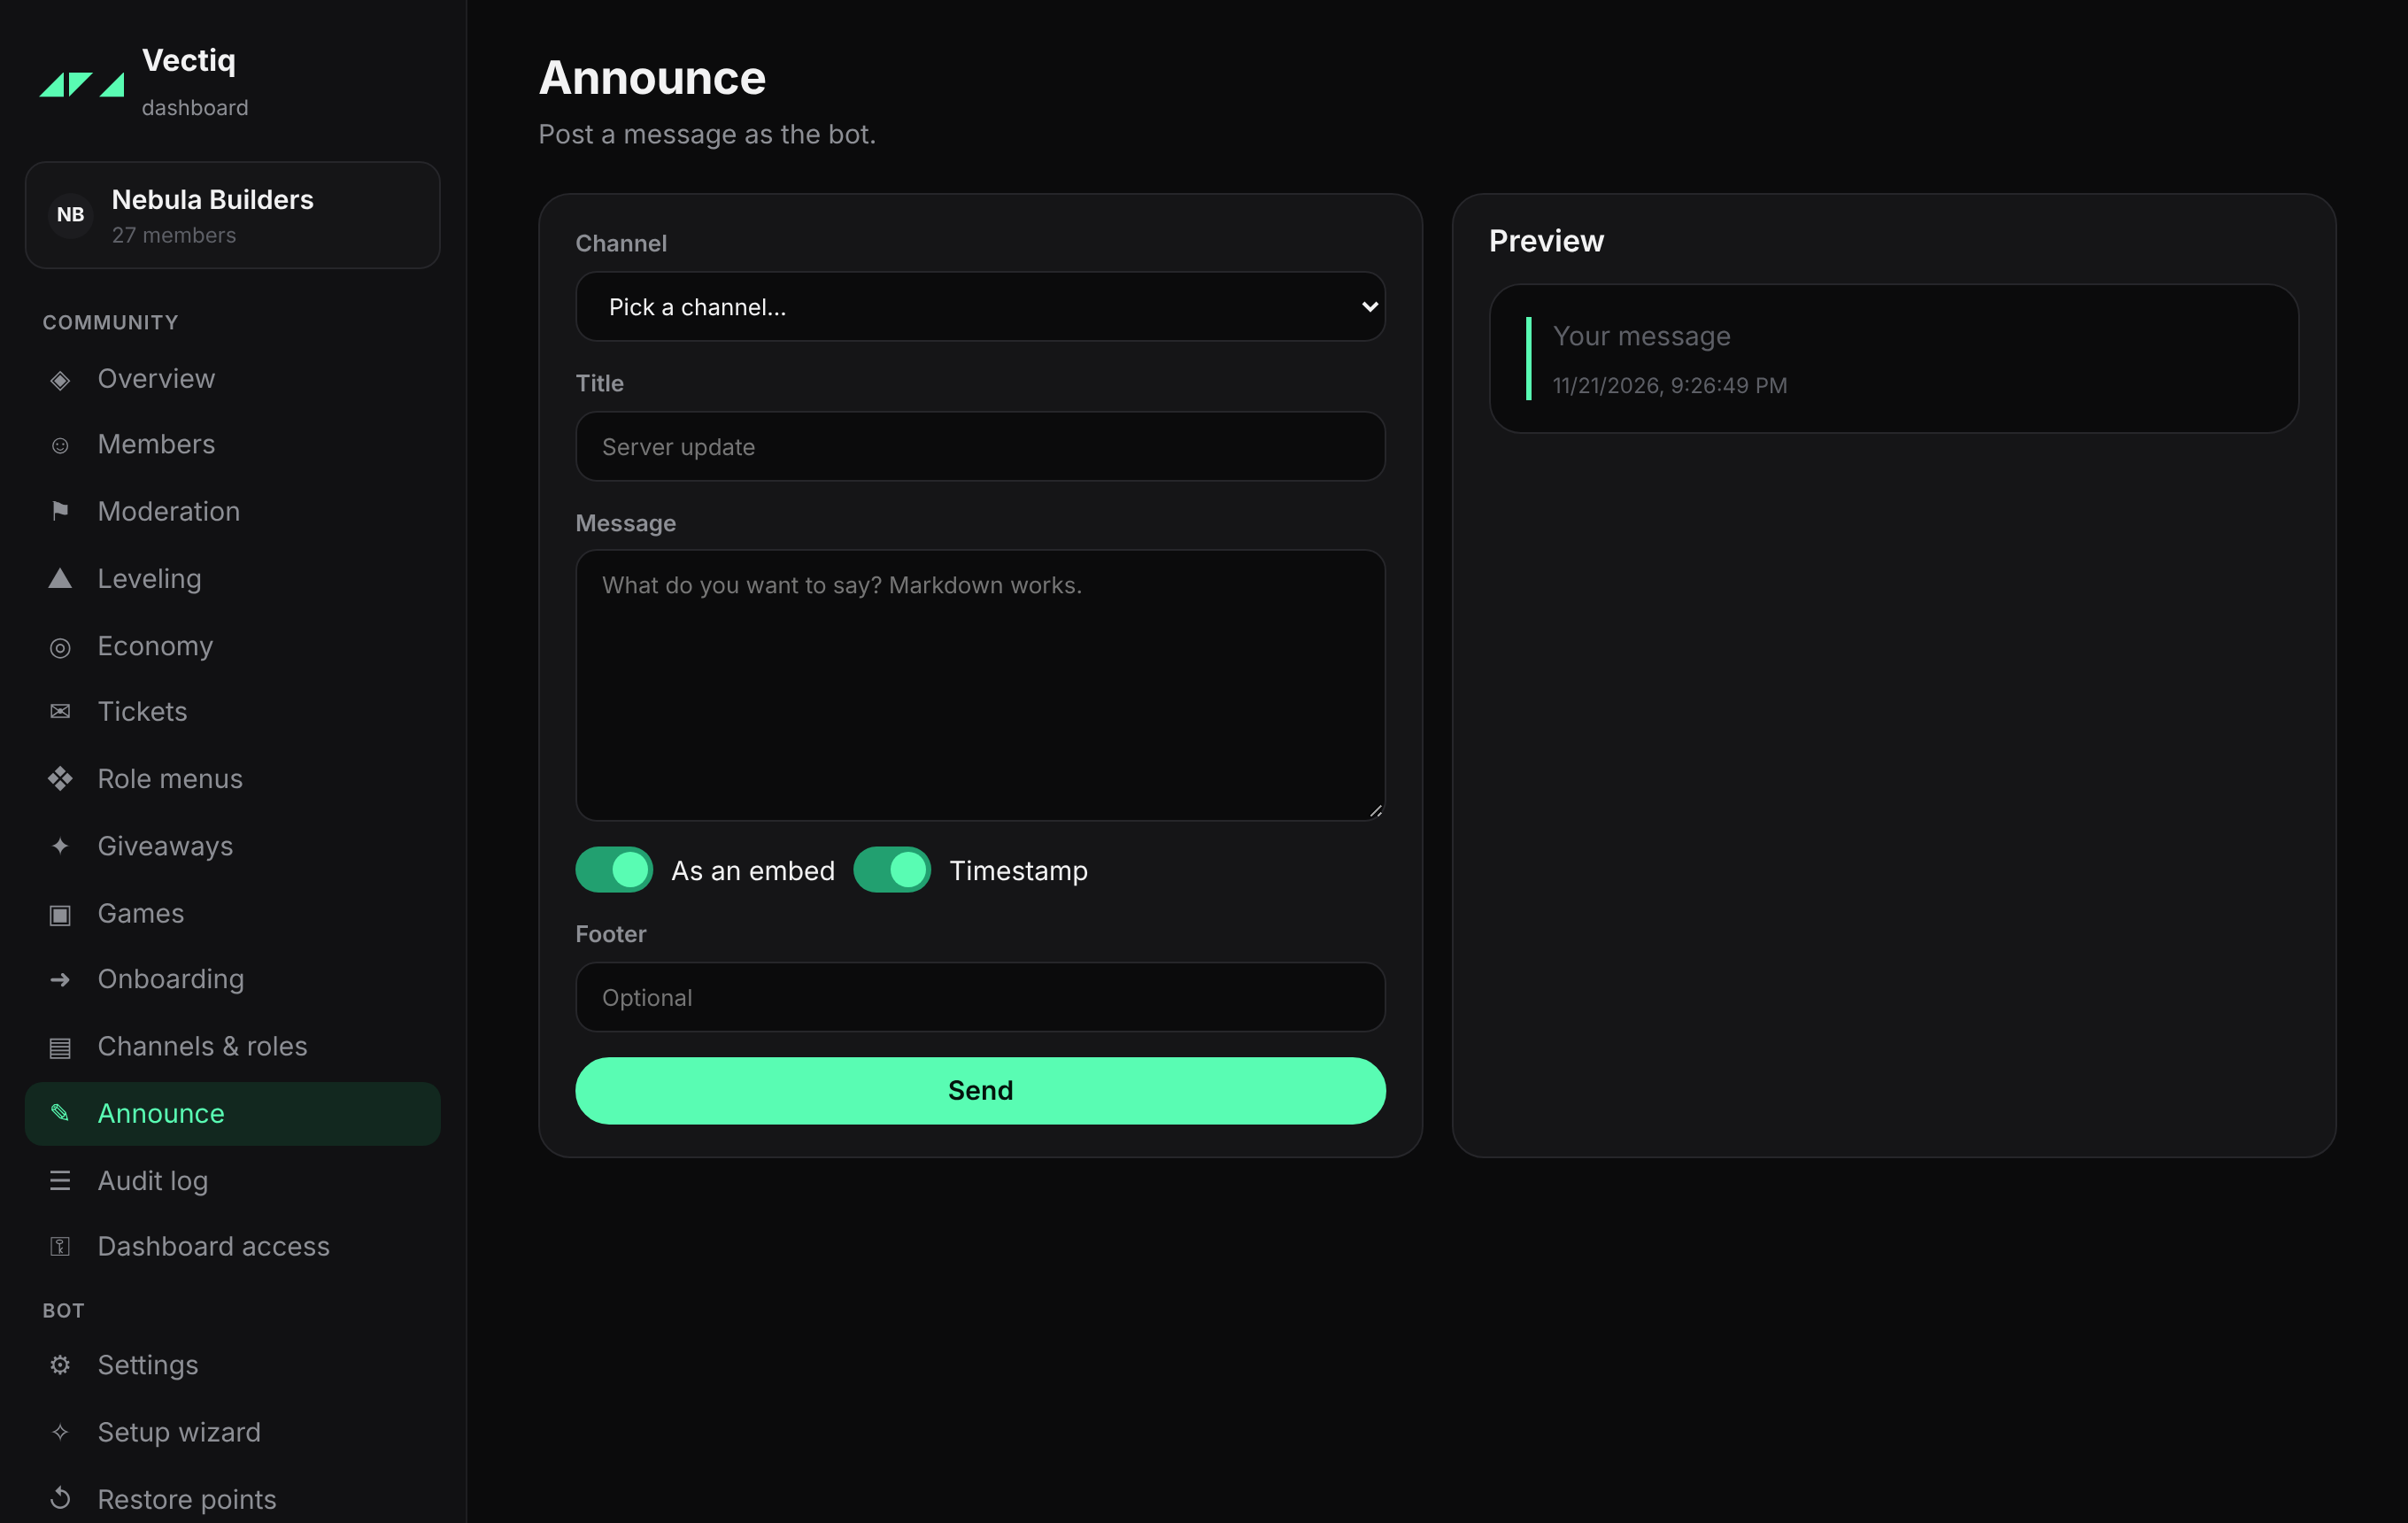 Vectiq
dashboard
NB
Nebula Builders
27 members
COMMUNITY
Overview
Members
Moderation
Leveling
Economy
Tickets
Role menus
Giveaways
Games
Onboarding
Channels & roles
Announce
Audit log
Dashboard access
BOT
Settings
Setup wizard
Restore points
Announce
Post a message as the bot.
Channel
Pick a channel...
Title
Server update
Message
What do you want to say? Markdown works.
As an embed
Timestamp
Footer
Optional
Send
Preview
Your message
11/21/2026, 9:26:49 PM